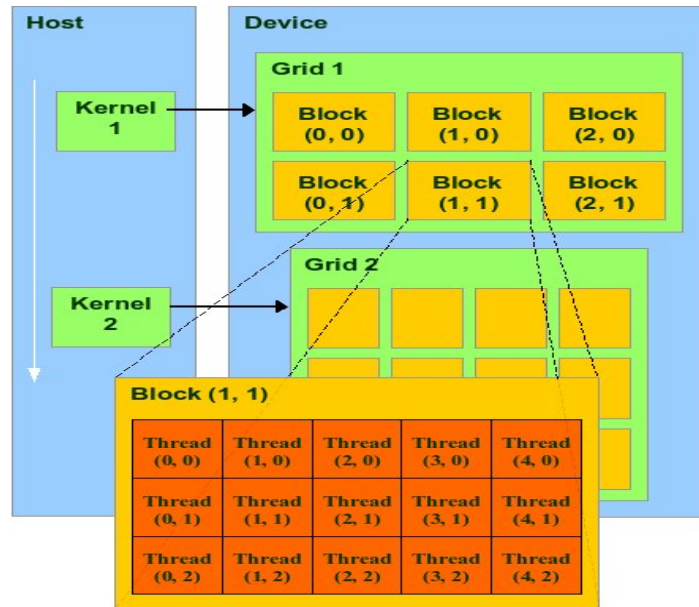 Host
Device
Grid 1
Kernel
1
Block
(0, 0)
Block
(1, 0)
Block
(2, 0)
Block
(0, 1)
Block
(1, 1)
Block
(2, 1)
Grid 2
Kernel
2
Block (1, 1)
Thread
(0, 0)
Thread
(1, 0)
Thread
(2, 0)
Thread
(3, 0)
Thread
(4, 0)
Thread
(0, 1)
Thread
(1, 1)
Thread
(2, 1)
Thread
(3, 1)
Thread
(4, 1)
Thread
(0, 2)
Thread
(1, 2)
Thread
(2, 2)
Thread
(3, 2)
Thread
(4, 2)